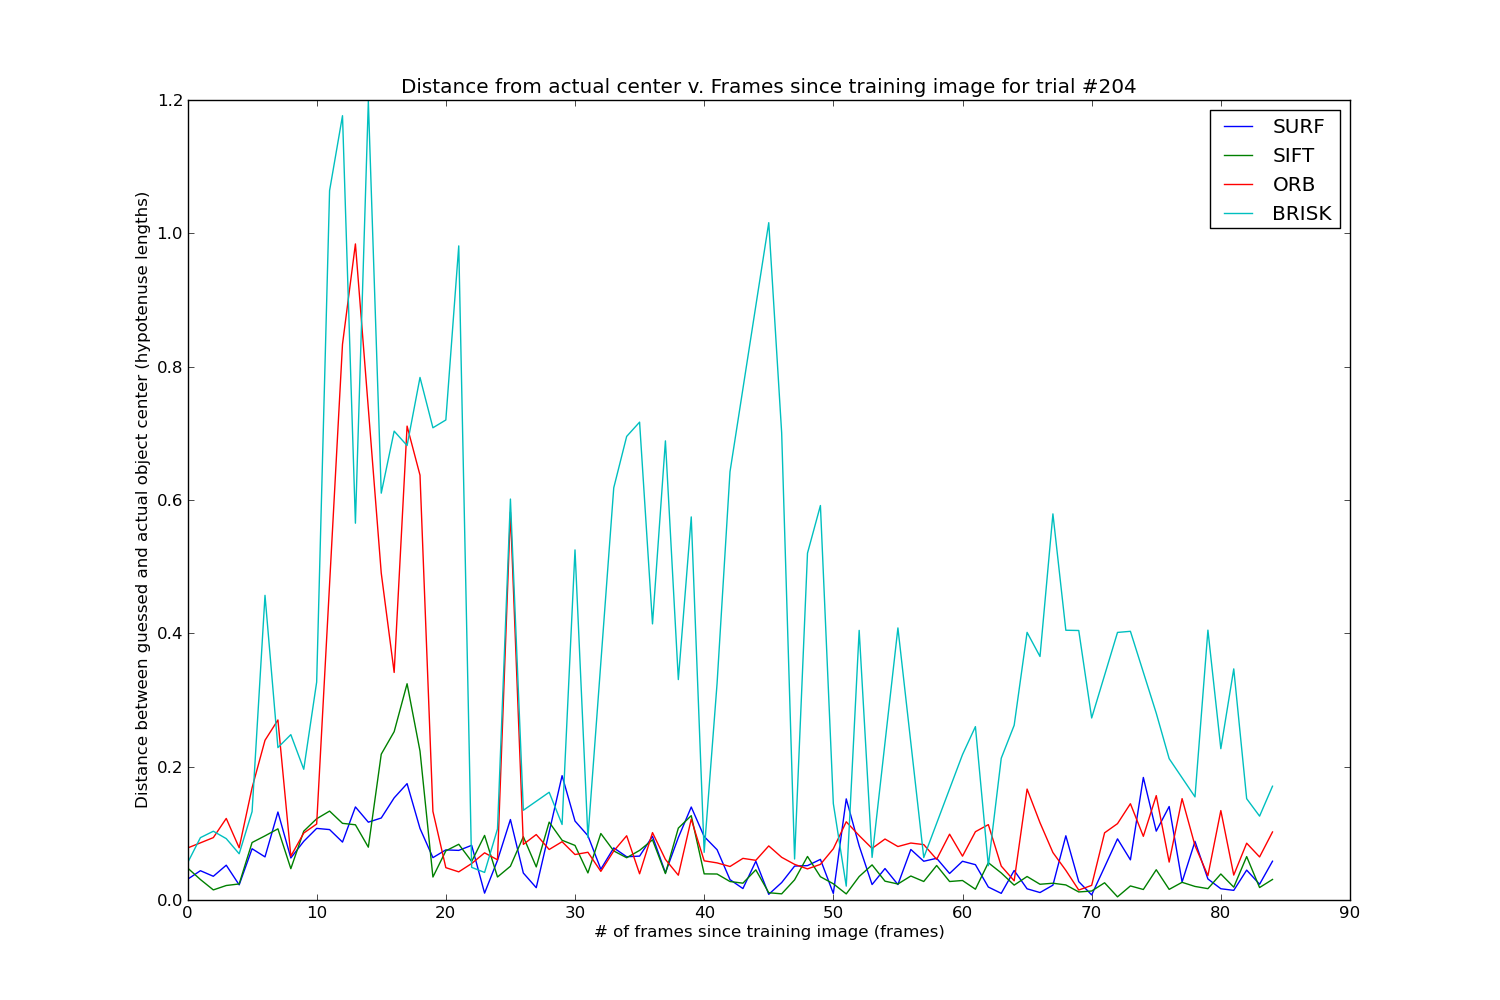 Distance from actual center v. Frames since training image for trial #204
SURF
SIFT
ORB
BRISK
Distance between guessed and actual object center (hypotenuse lengths)
1.2
1.0
0.8
0.6
0.4
0.2
0.0
0 10 20 30 40 50 60 70 80 90
# of frames since training image (frames)